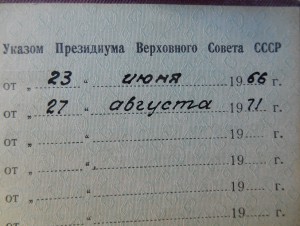 Указом Президиума Верховного Совета СССР
от „ 23 " июня 1966 г.
от „ 27 " августа 1971 г.
от „ " 19 г.
от „ " 19 г.
от „ " 19 г.
от „ " 19 г.